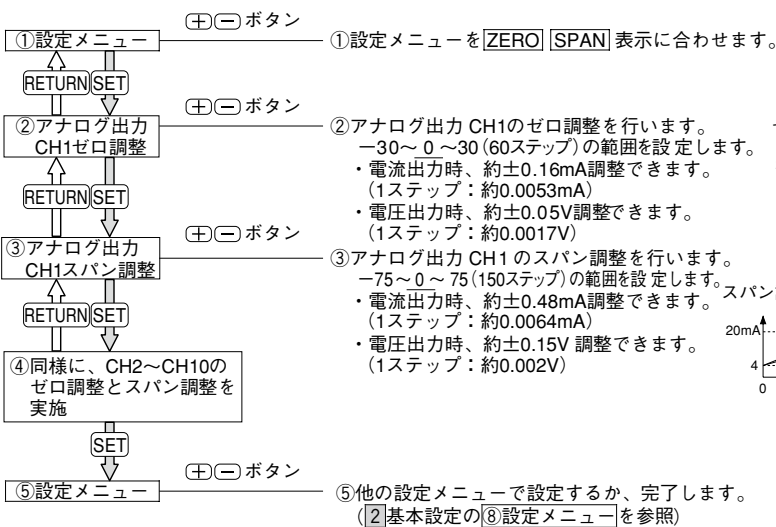 ⊕⊖ボタン
①設定メニュー
①設定メニューをZERO SPAN 表示に合わせます。
RETURN SET
⊕⊖ボタン
②アナログ出力
CH1ゼロ調整
②アナログ出力 CH1のゼロ調整を行います。
－30～ 0 ～30(60ステップ)の範囲を設定します。
・電流出力時、約±0.16mA調整できます。
(1ステップ：約0.0053mA)
・電圧出力時、約±0.05V調整できます。
(1ステップ：約0.0017V)
RETURN SET
⊕⊖ボタン
③アナログ出力
CH1スパン調整
③アナログ出力 CH1 のスパン調整を行います。
－75～ 0 ～ 75(150ステップ)の範囲を設定します。
・電流出力時、約±0.48mA調整できます。
(1ステップ：約0.0064mA)
・電圧出力時、約±0.15V 調整できます。
(1ステップ：約0.002V)
スパン
20mA
4
0
RETURN SET
④同様に、CH2～CH10の
ゼロ調整とスパン調整を
実施
SET
⊕⊖ボタン
⑤設定メニュー
⑤他の設定メニューで設定するか、完了します。
(2基本設定の⑧設定メニューを参照)